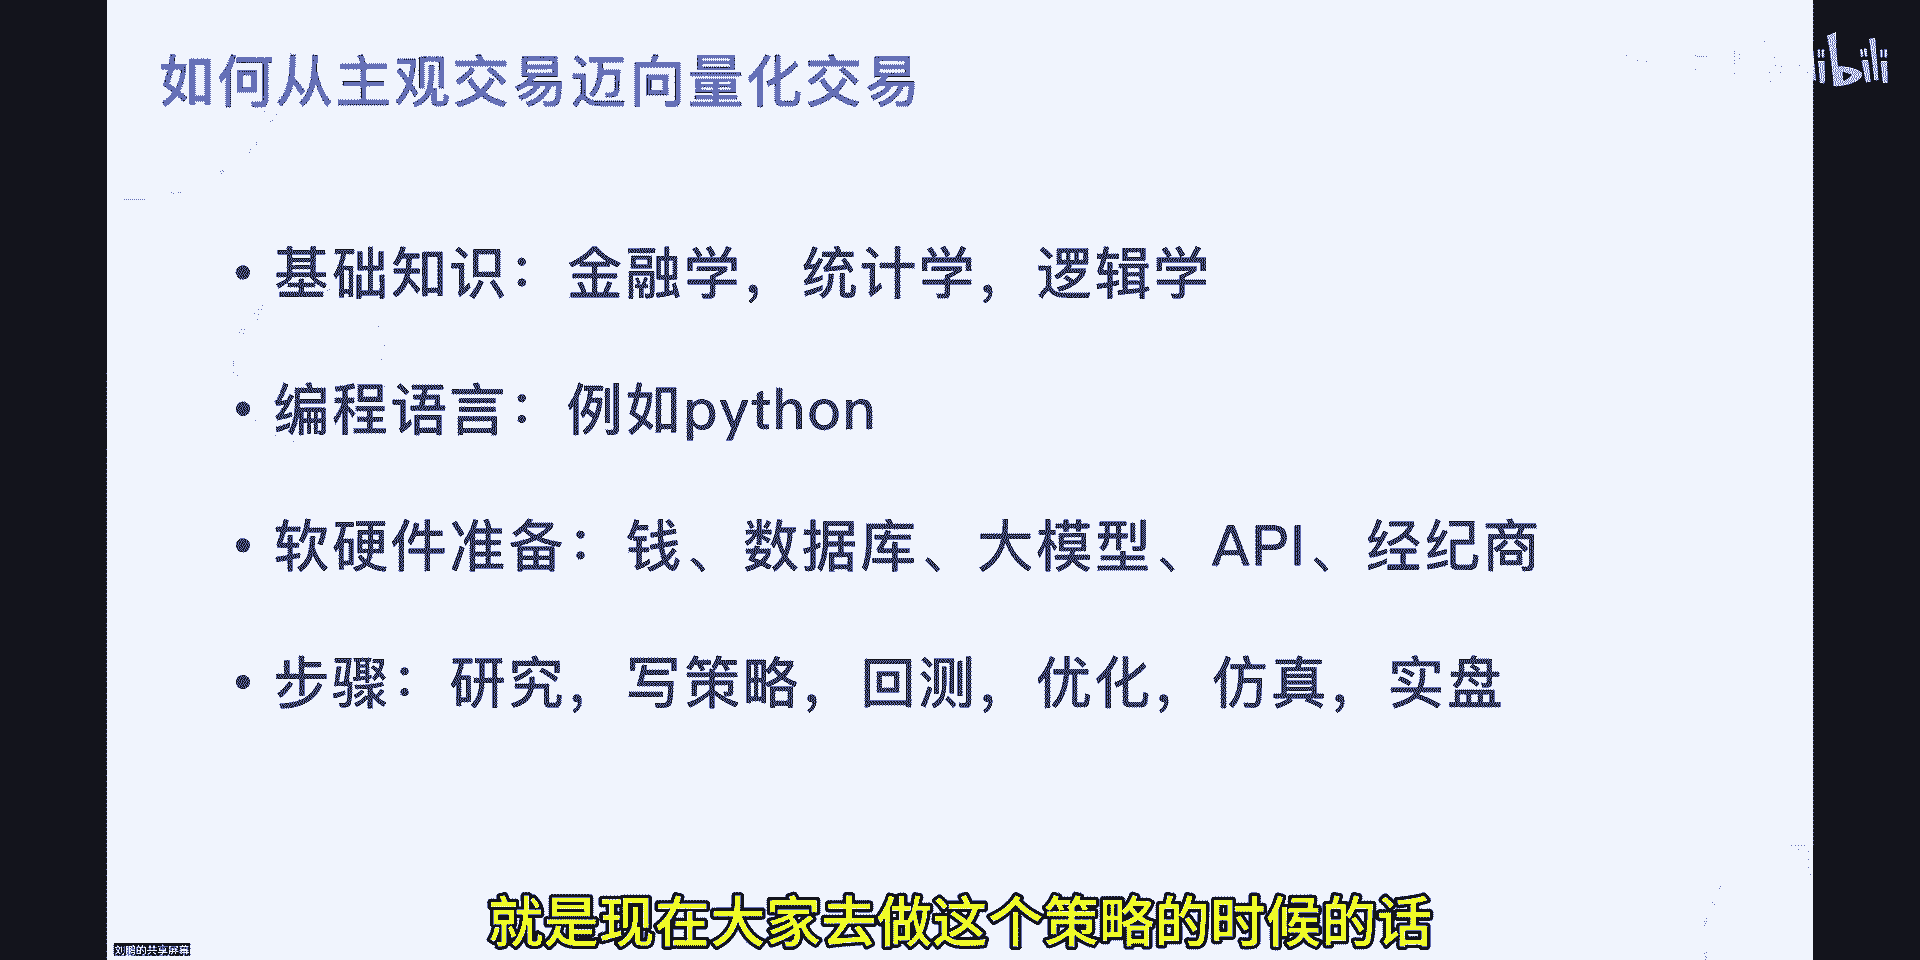 如何从主观交易迈向量化交易
bili
• 基础知识：金融学，统计学，逻辑学
• 编程语言：例如python
• 软硬件准备：钱、数据库、大模型、API、经纪商
• 步骤：研究，写策略，回测，优化，仿真，实盘
就是现在大家去做这个策略的时候的话
刘鹏的共享屏幕